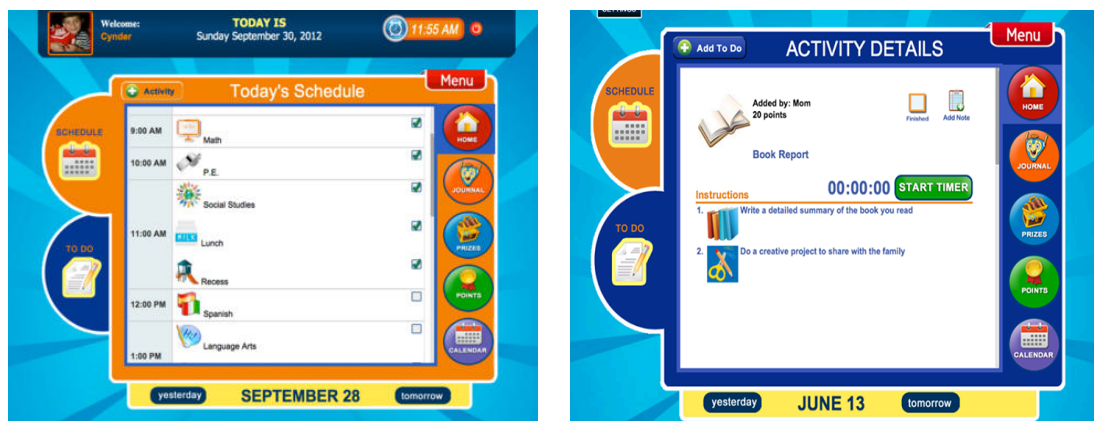 Welcome:
Cynder
TODAY IS
Sunday September 30, 2012
11:55 AM
Activity
Today's Schedule
Menu
SCHEDULE
TO DO
9:00 AM
Math
10:00 AM
P.E.
Social Studies
11:00 AM
MILK
Lunch
Recess
12:00 PM
Spanish
Language Arts
1:00 PM
HOME
JOURNAL
PRIZES
POINTS
CALENDAR
yesterday
SEPTEMBER 28
tomorrow
SETTINGS
Add To Do
ACTIVITY DETAILS
Menu
SCHEDULE
TO DO
Added by: Mom
20 points
Finished
Add Note
Book Report
00:00:00
START TIMER
Instructions
1. Write a detailed summary of the book you read
2. Do a creative project to share with the family
HOME
JOURNAL
PRIZES
POINTS
CALENDAR
yesterday
JUNE 13
tomorrow